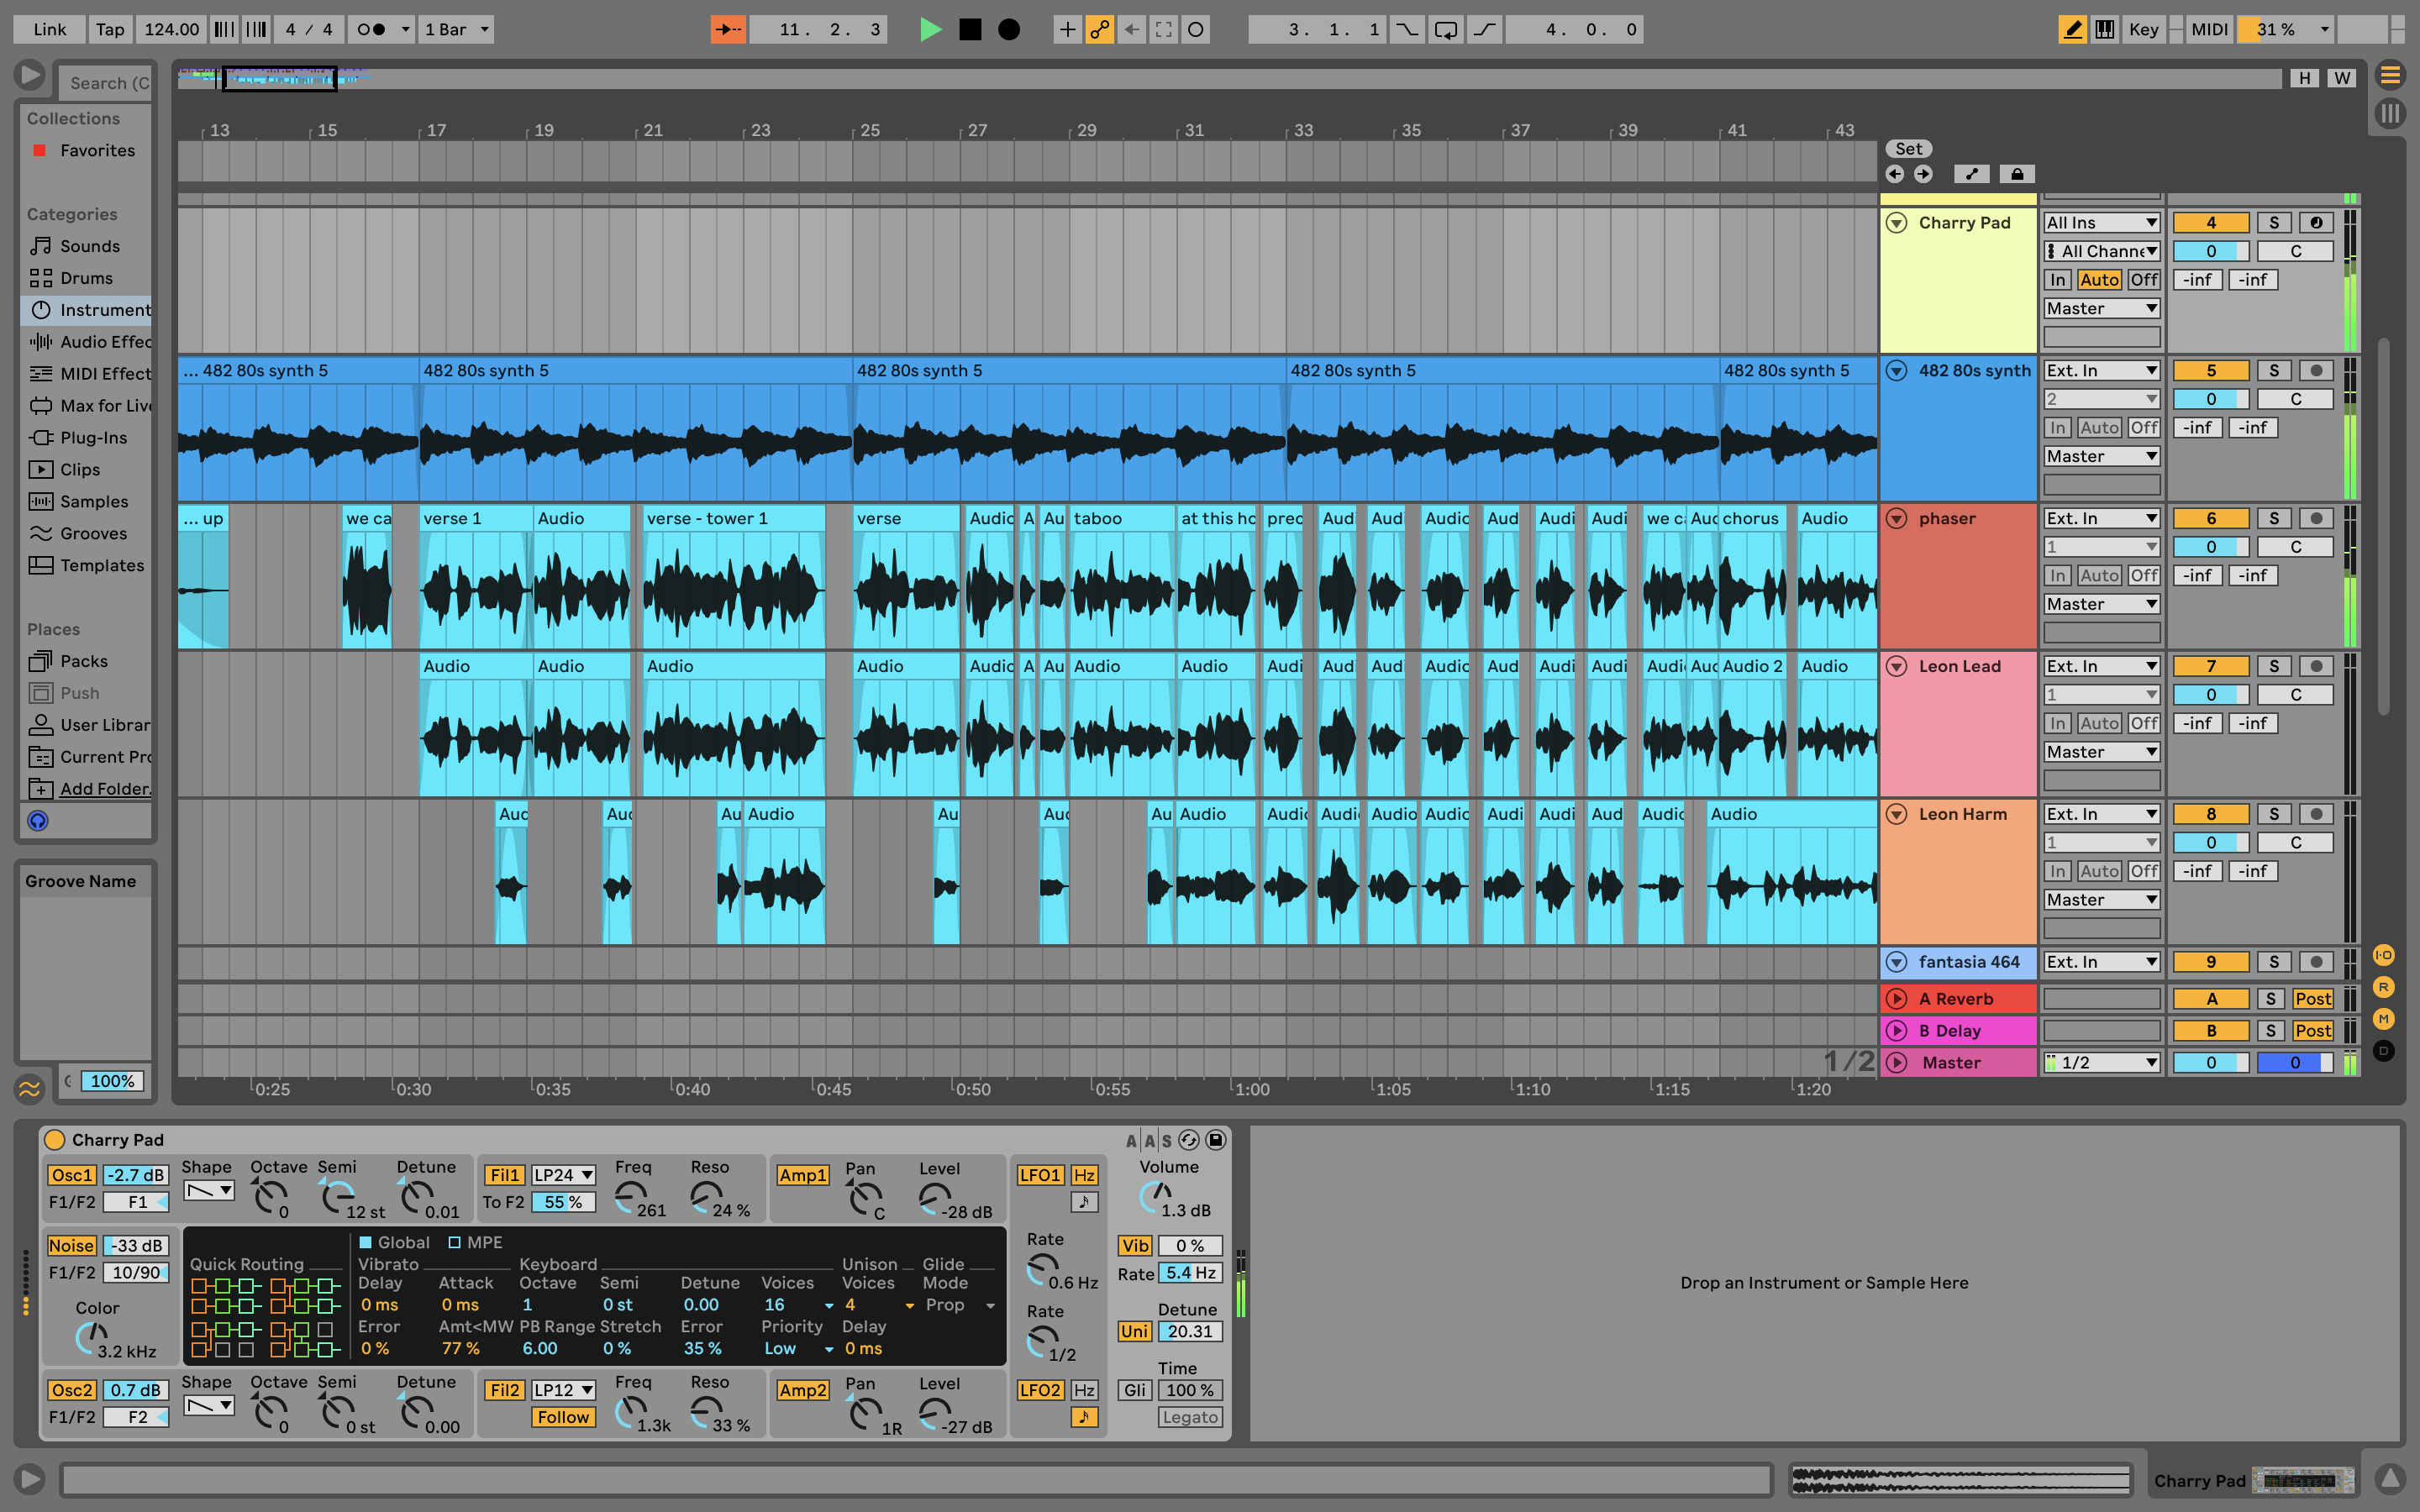 Link Tap 124.00 4 / 4 1 Bar 11. 2. 3 3. 1. 1 4. 0. 0 Key MIDI 31 %
Search (C
H W
Collections
Favorites
Categories
Sounds
Drums
Instrument
Audio Effec
MIDI Effect
Max for Live
Plug-Ins
Clips
Samples
Grooves
Templates
Places
Packs
Push
User Librar
Current Pro
Add Folder.
Groove Name
100%
13 15 17 19 21 23 25 27 29 31 33 35 37 39 41 43
Set
Charry Pad All Ins 4 S
All Channe 0 C
In Auto Off -inf -inf
Master
... 482 80s synth 5 482 80s synth 5 482 80s synth 5 482 80s synth 5 482 80s synth 5 482 80s synth Ext. In 5 S
2 0 C
In Auto Off -inf -inf
Master
... up we ca verse 1 Audio verse - tower 1 verse Audio A Au taboo at this ho prec Audi Audi Audio Aud Audi Audi we ca Aud chorus Audio phaser Ext. In 6 S
1 0 C
In Auto Off -inf -inf
Master
Audio Audio Audio Audio Audio A Au Audio Audio Audi Audi Audi Audio Aud Audi Audi Audi Aud Audio 2 Audio Leon Lead Ext. In 7 S
1 0 C
In Auto Off -inf -inf
Master
Aud Aud Au Audio Au Aud Au Audio Audio Audi Audio Audio Audi Audi Aud Audio Audio Leon Harm Ext. In 8 S
1 0 C
In Auto Off -inf -inf
Master
fantasia 464 Ext. In 9 S
I·O
A Reverb A S Post
R
B Delay B S Post
M
D
1/2 Master 1/2 0 0
0:25 0:30 0:35 0:40 0:45 0:50 0:55 1:00 1:05 1:10 1:15 1:20
Charry Pad A A S
Osc1 -2.7 dB Shape Octave Semi Detune
F1/F2 F1 0 12 st 0.01
Fil1 LP24 Freq Reso
To F2 55 % 261 24 %
Amp1 Pan Level
C -28 dB
LFO1 Hz
Volume
1.3 dB
Noise -33 dB
F1/F2 10/90
Color
3.2 kHz
Quick Routing
Global MPE
Vibrato Keyboard Unison Glide
Delay Attack Octave Semi Detune Voices Voices Mode
0 ms 0 ms 1 0 st 0.00 16 4 Prop
Error Amt<MW PB Range Stretch Error Priority Delay
0 % 77 % 6.00 0 % 35 % Low 0 ms
Rate
0.6 Hz
Rate
1/2
Vib 0 %
Rate 5.4 Hz
Detune
Uni 20.31
Time
Gli 100 %
Legato
Osc2 0.7 dB Shape Octave Semi Detune
F1/F2 F2 0 0 st 0.00
Fil2 LP12 Freq Reso
Follow 1.3k 33 %
Amp2 Pan Level
1R -27 dB
LFO2 Hz
Drop an Instrument or Sample Here
Charry Pad